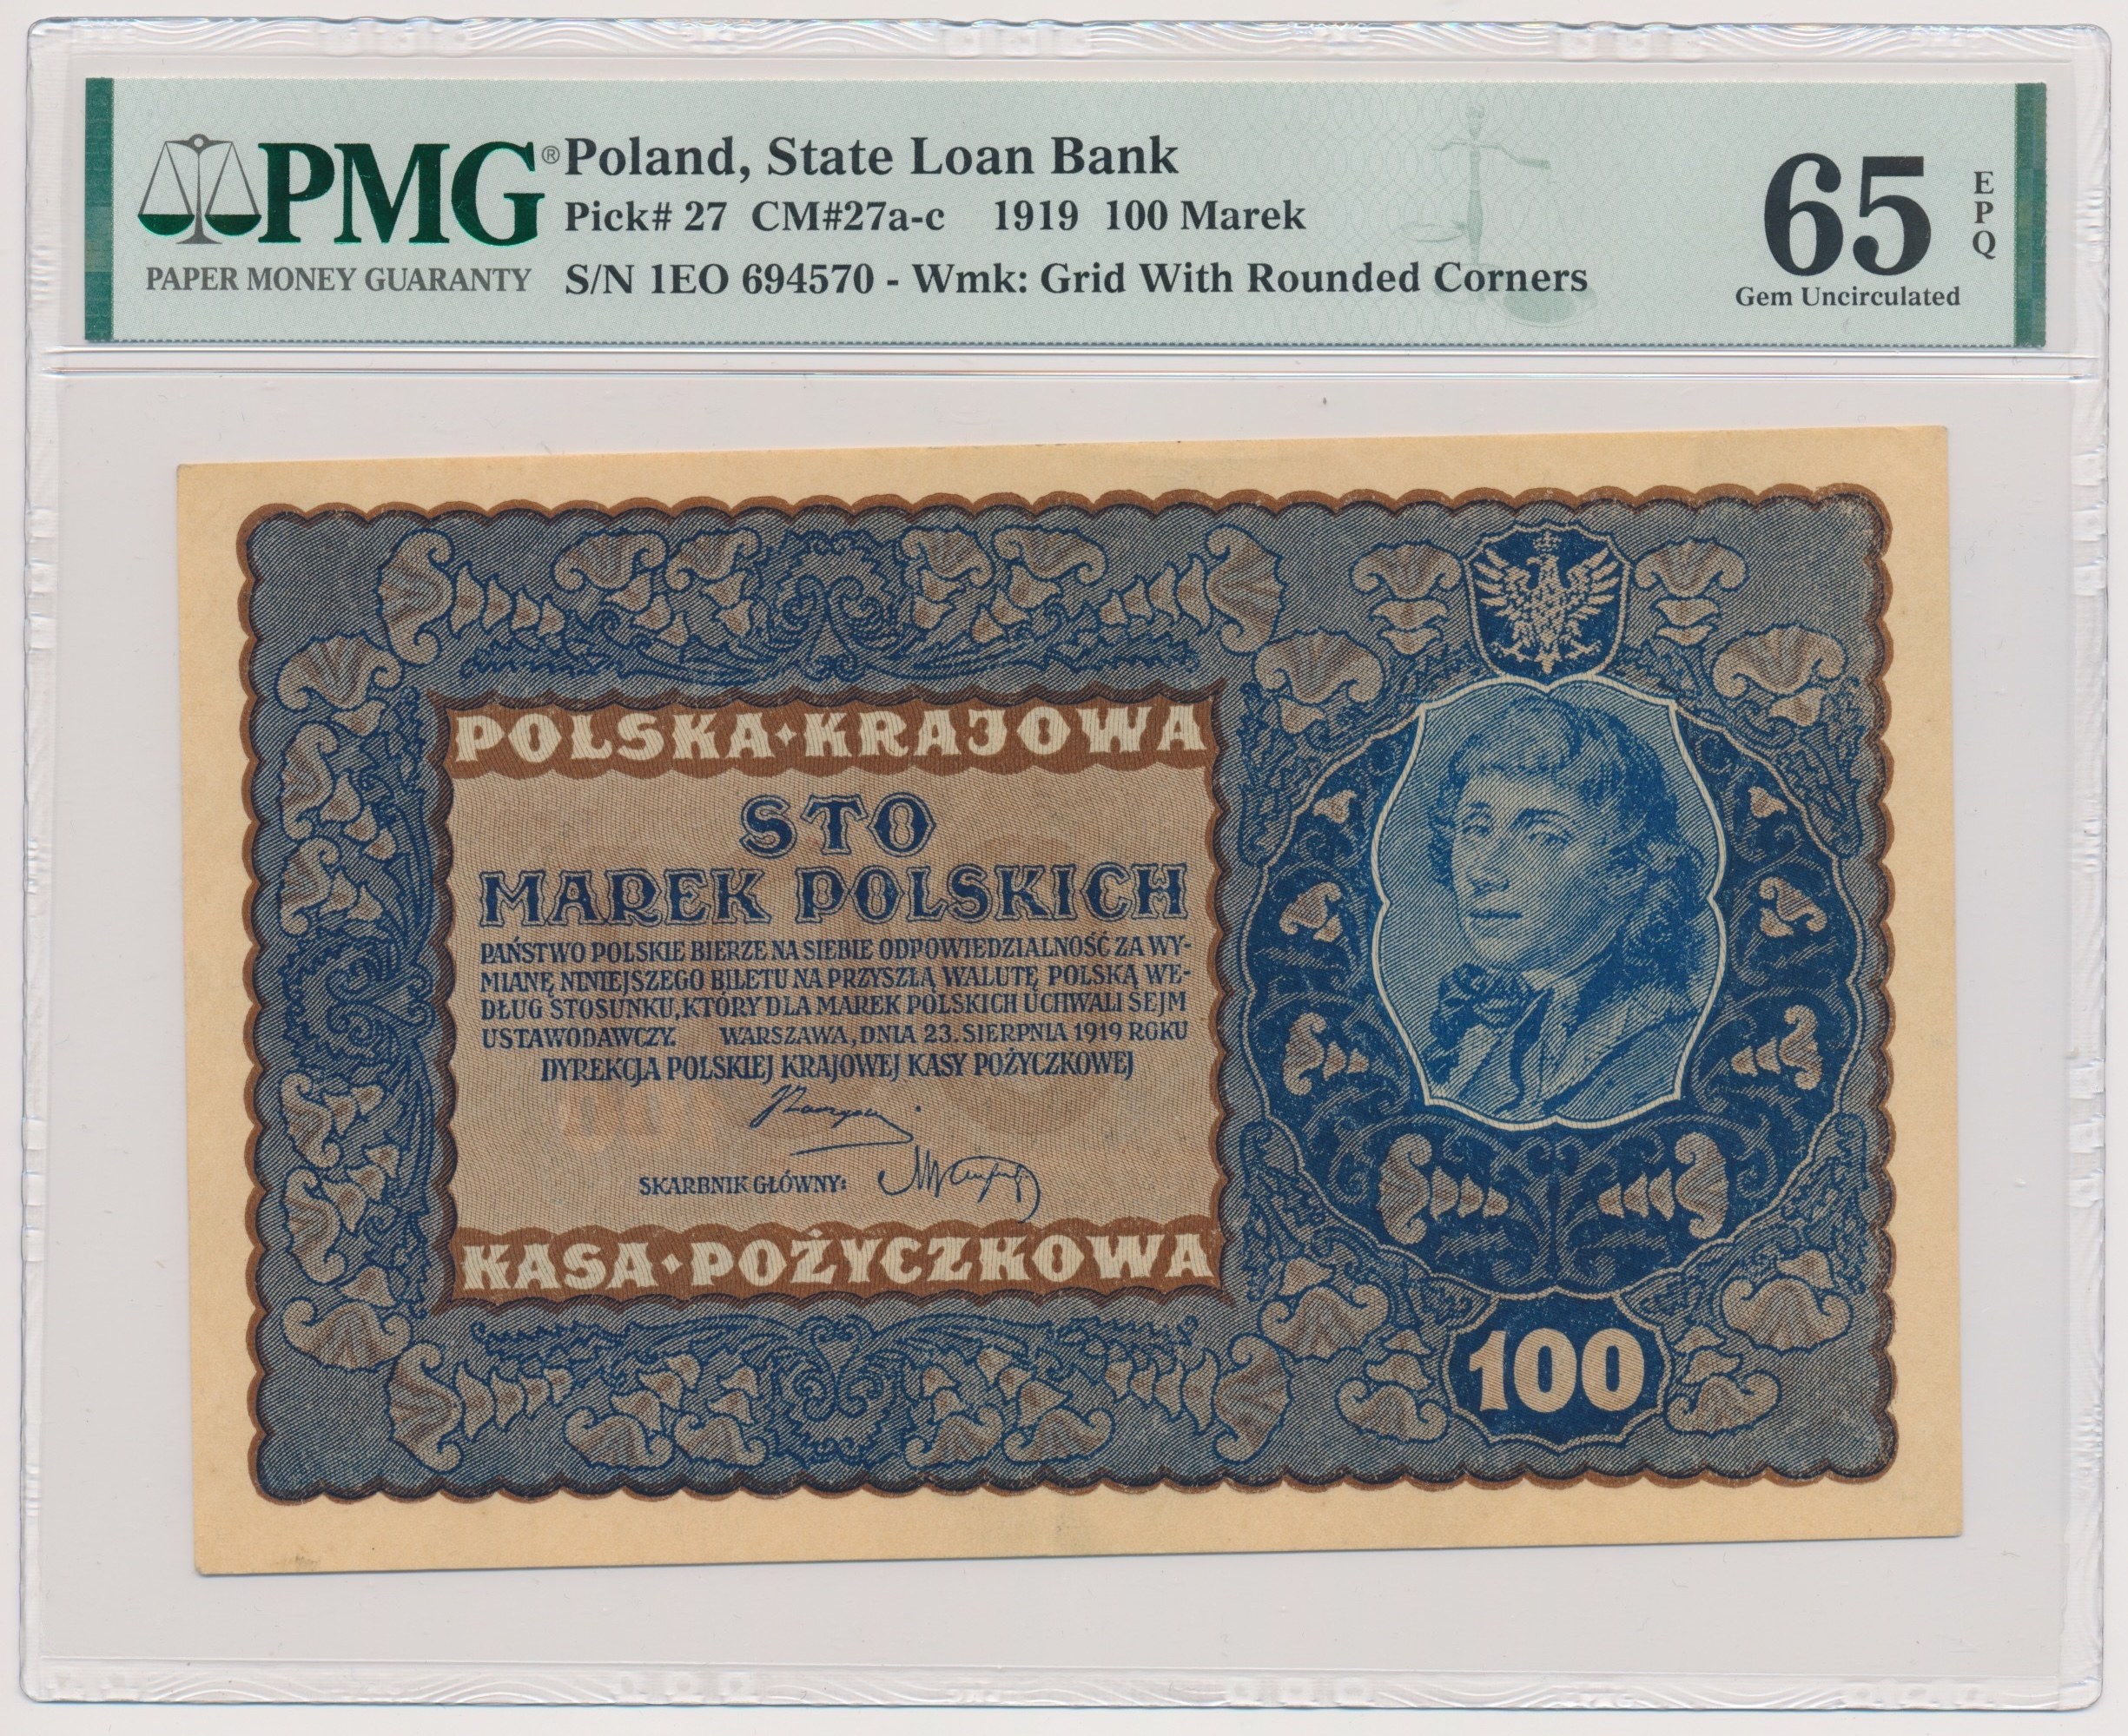 PMG®
PAPER MONEY GUARANTY
Poland, State Loan Bank
Pick# 27 CM#27a-c 1919 100 Marek
S/N 1EO 694570 - Wmk: Grid With Rounded Corners
65
EPQ
Gem Uncirculated
POLSKA·KRAJOWA
STO
MAREK POLSKICH
PAŃSTWO POLSKIE BIERZE NA SIEBIE ODPOWIEDZIALNOŚĆ ZA WY-
MIANĘ NINIEJSZEGO BILETU NA PRZYSZŁĄ WALUTĘ POLSKĄ WE-
DŁUG STOSUNKU, KTÓRY DLA MAREK POLSKICH UCHWALI SEJM
USTAWODAWCZY. WARSZAWA, DNIA 23. SIERPNIA 1919 ROKU
DYREKCJA POLSKIEJ KRAJOWEJ KASY POŻYCZKOWEJ
SKARBNIK GŁÓWNY:
KASA·POŻYCZKOWA
100